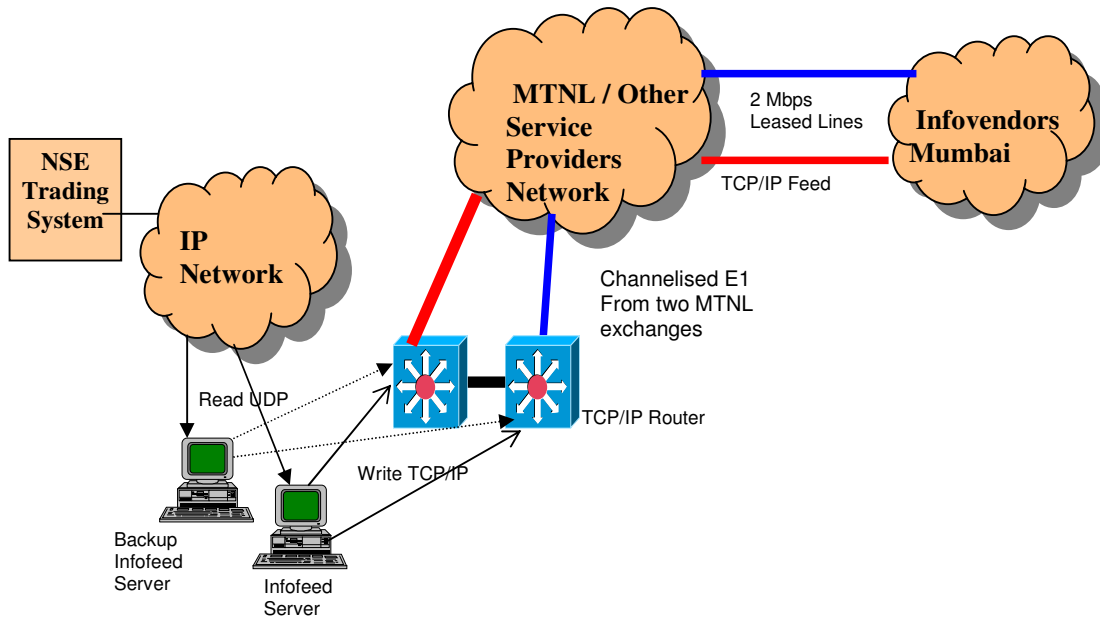 MTNL / Other
Service
Providers
Network
2 Mbps
Leased Lines
Infovendors
Mumbai
TCP/IP Feed
NSE
Trading
System
IP
Network
Channelised E1
From two MTNL
exchanges
Read UDP
TCP/IP Router
Write TCP/IP
Backup
Infofeed
Server
Infofeed
Server